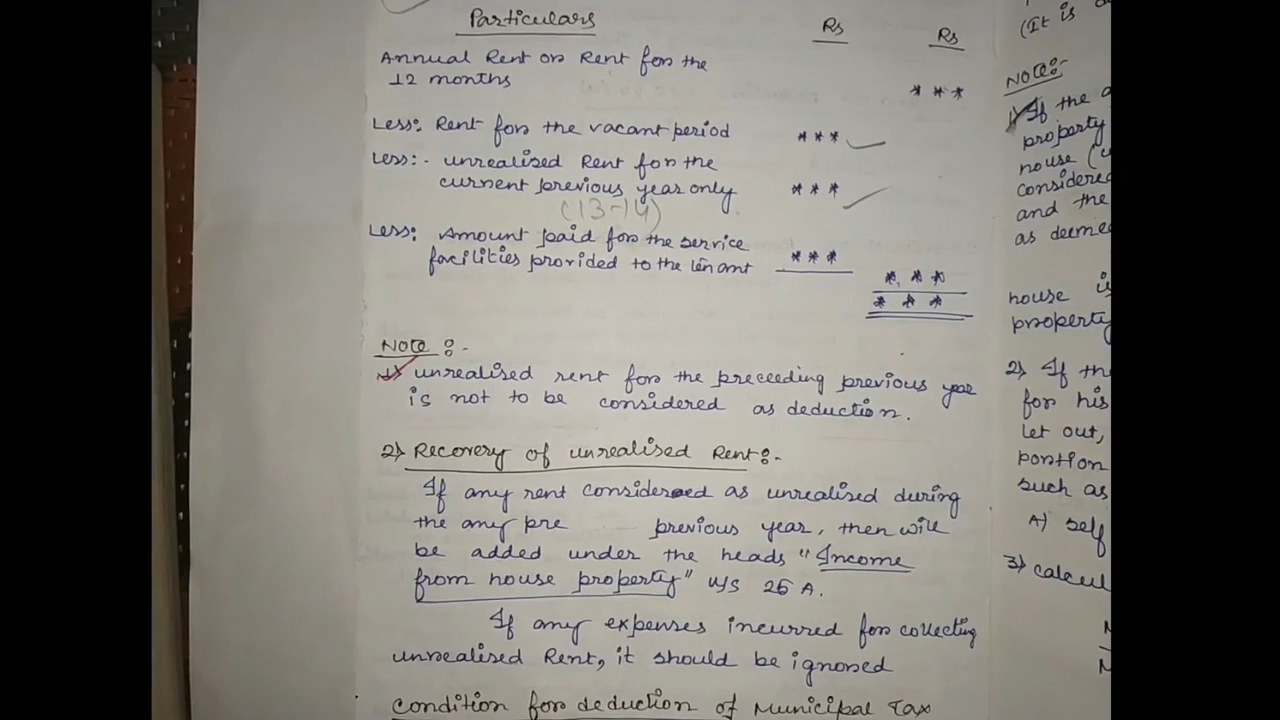 Particulars
Rs
Rs
Annual Rent or Rent for the
12 months
* * *
Less: Rent for the vacant period
* * *
Less:- unrealised Rent for the
current previous year only
* * *
(13-14)
Less: Amount paid for the service
facilities provided to the tenant
* * *
* * *
* * *
Note :-
1) unrealised rent for the preceeding previous year
is not to be considered as deduction.
2) Recovery of unrealised Rent:-
If any rent considered as unrealised during
the any pre previous year, then will
be added under the heads "Income
from house property" u/s 25 A.
If any expenses incurred for collecting
unrealised Rent, it should be ignored
condition for deduction of Municipal Tax
(It is
Note:-
1) If the
property
house
considered
and the
as
house
property
2) If
for his
let out,
portion
such as
A) self
3)